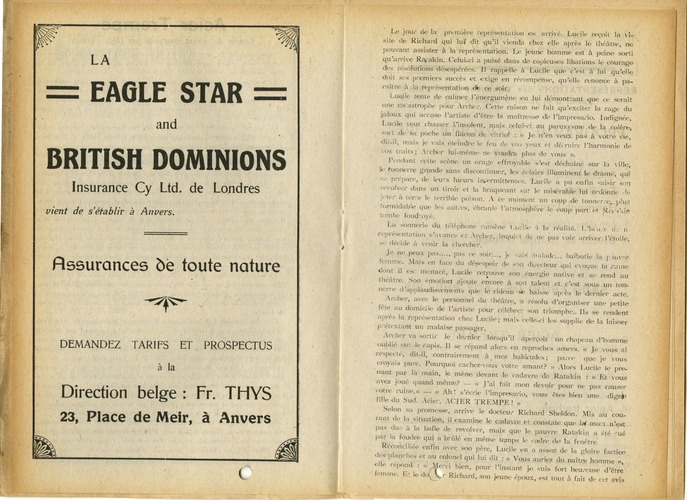 LA
EAGLE STAR
and
BRITISH DOMINIONS
Insurance Cy Ltd. de Londres
vient de s'établir à Anvers.
Assurances de toute nature
DEMANDEZ TARIFS ET PROSPECTUS
à la
Direction belge : Fr. THYS
23, Place de Meir, à Anvers
Le jour de la première représentation est arrivé. Lucile reçoit la vi-
site de Richard qui lui dit qu'il viendra chez elle après le théâtre, ne
pouvant assister à la représentation. Le jeune homme est à peine sorti
qu'arrive Ratakin. Celui-ci a puisé dans de copieuses libations le courage
des résolutions désespérées. Il rappelle à Lucile que c'est à lui qu'elle
doit ses premiers succès et exige en récompense, qu'elle renonce à pa-
raître à la représentation de ce soir.
Lucile tente de calmer l'énergumène en lui démontrant que ce serait
une catastrophe pour Archer. Cette raison ne fait qu'exciter la rage du
jaloux qui accuse l'artiste d'être la maîtresse de l'impresario. Indignée,
Lucile veut chasser l'insolent, mais celui-ci au paroxysme de la colère,
sort de sa poche un flacon de vitriol : « Je n'en veux pas à votre vie,
dit-il, mais je vais éteindre le feu de vos yeux et détruire l'harmonie de
vos traits; Archer lui-même ne voudra plus de vous ».
Pendant cette scène un orage effroyable s'est déchaîné sur la ville,
le tonnerre gronde sans discontinuer, les éclairs illuminent le drame, qui
se prépare, de leurs lueurs intermittentes. Lucile a pu enfin saisir son
revolver dans un tiroir et la braquant sur le misérable lui ordonne de
jeter à terre le terrible poison. A ce moment un coup de tonnerre, plus
formidable que les autres, ébranle l'atmosphère le coup part et Ratakin
tombe foudroyé.
La sonnerie du téléphone ramène Lucile à la réalité. L'heure de la
représentation s'avance et Archer, inquiet de ne pas voir arriver l'étoile,
se décide à venir la chercher.
Je ne peux pas..., pas ce soir..., je suis malade... balbutie la pauvre
femme. Mais en face du désespoir de son directeur qui évoque la ruine
dont il est menacé, Lucile retrouve son énergie native et se rend au
théâtre. Son émotion ajoute encore à son talent et c'est sous un ton-
nerre d'applaudissements que le rideau se baisse après le dernier acte.
Archer, avec le personnel du théâtre, a résolu d'organiser une petite
fête au domicile de l'artiste pour célébrer son triomphe. Ils se rendent
après la représentation chez Lucile; mais celle-ci les supplie de la laisser
prétextant un malaise passager.
Archer va sortir le dernier lorsqu'il aperçoit un chapeau d'homme
oublié sur le tapis. Il se répand alors en reproches amers. « Je vous ai
respecté, dit-il, contrairement à mes habitudes; parce que je vous
croyais pure. Pourquoi cachez-vous votre amant? » Alors Lucile le pre-
nant par la main, le mène devant le cadavre de Ratakin : « Et vous
avez joué quand même? — « J'ai fait mon devoir pour ne pas causer
votre ruine.» — « Ah! s'écrie l'impresario, vous êtes bien une digne
fille du Sud. Acier, ACIER TREMPE! »
Selon sa promesse, arrive le docteur Richard Sheldon. Mis au cou-
rant de la situation, il examine le cadavre et constate que la mort n'est
pas due à la balle de revolver, mais que le pauvre Ratakin a été tué
par la foudre qui a brûlé en même temps le cadre de la fenêtre
Réconciliée enfin avec son père, Lucile en a assez de la gloire factice
des planches et au colonel qui lui dit : « Vous auriez du naître homme »,
elle répond : « Merci bien, pour l'instant je suis fort heureuse d'être
femme. Et le docteur Richard, son jeune époux, est tout à fait de cet avis